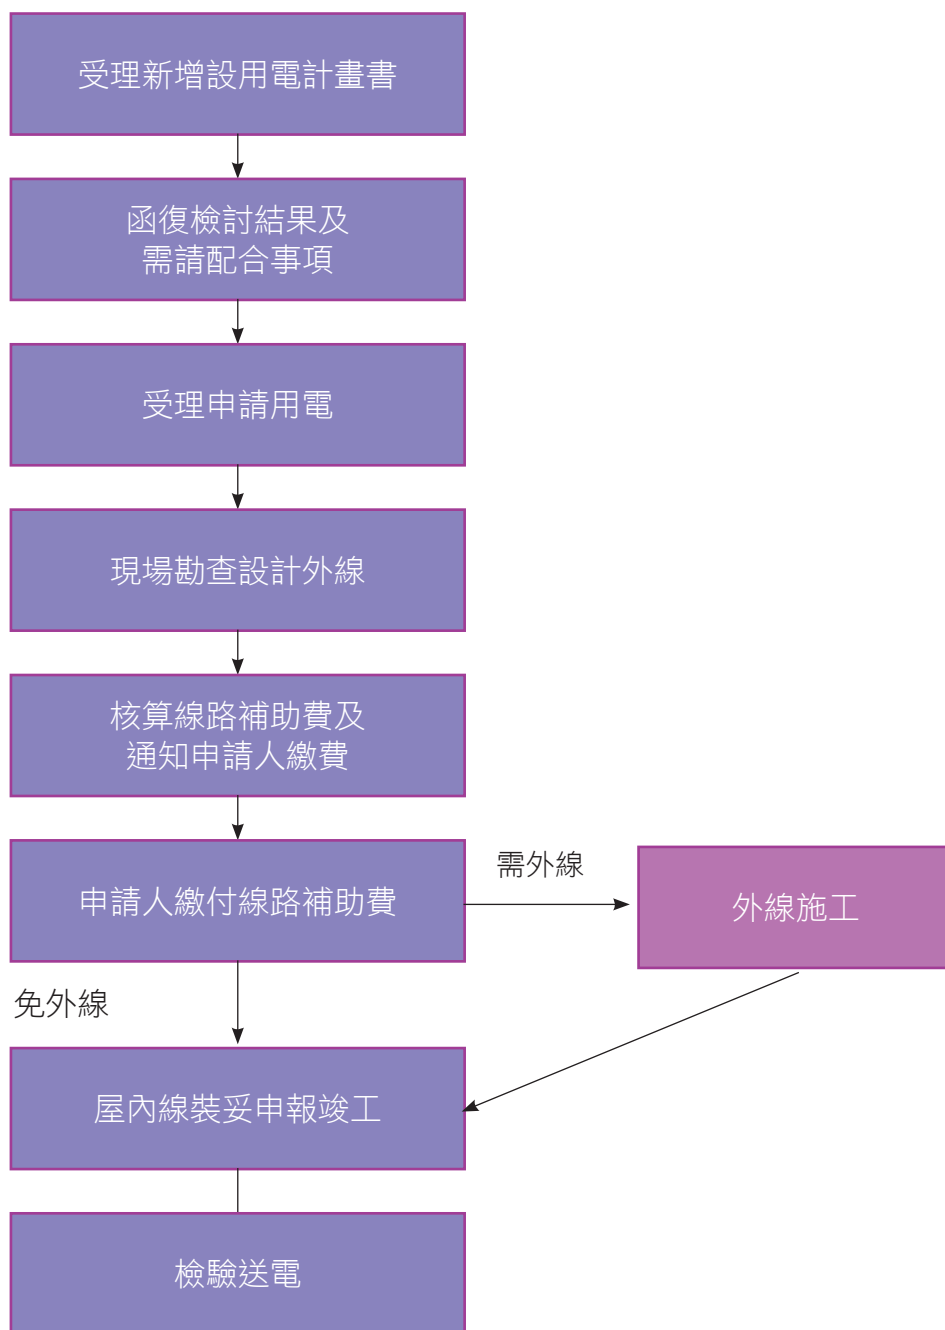 受理新增設用電計畫書
函復檢討結果及
需請配合事項
受理申請用電
現場勘查設計外線
核算線路補助費及
通知申請人繳費
申請人繳付線路補助費
需外線
外線施工
免外線
屋內線裝妥申報竣工
檢驗送電